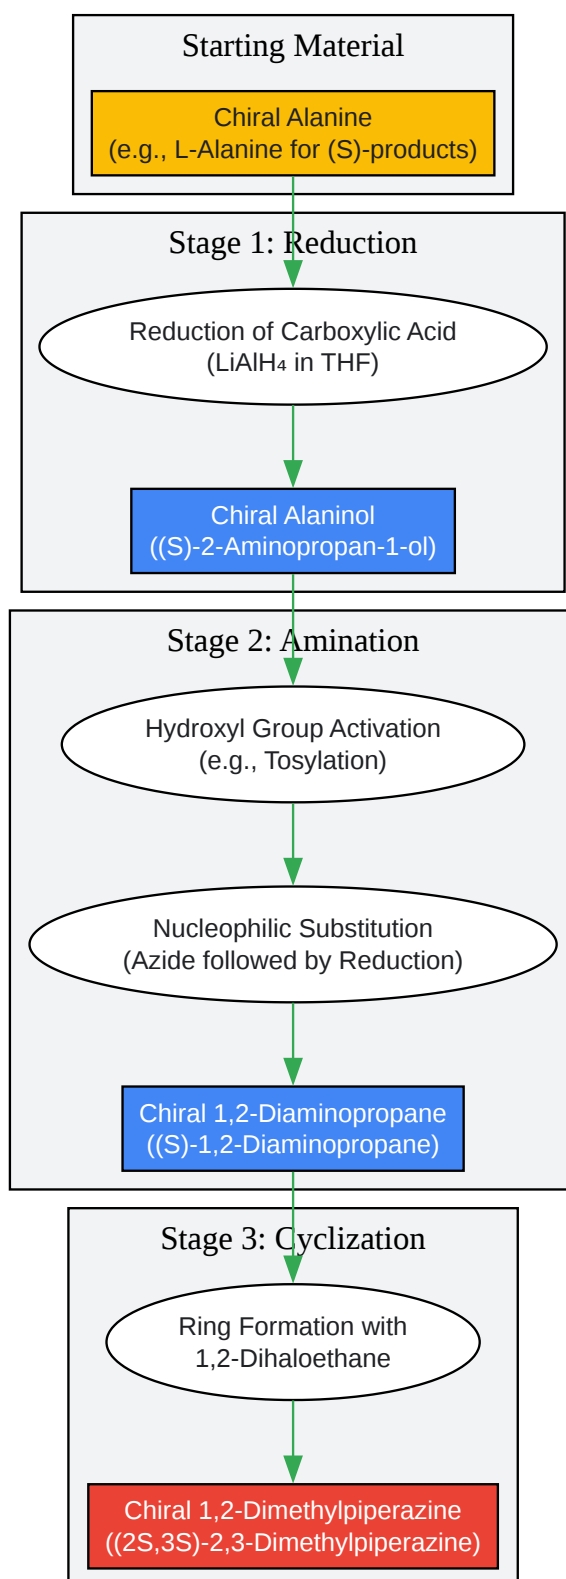 Starting Material
Chiral Alanine
(e.g., L-Alanine for (S)-products)
Stage 1: Reduction
Reduction of Carboxylic Acid
(LiAlH₄ in THF)
Chiral Alaninol
((S)-2-Aminopropan-1-ol)
Stage 2: Amination
Hydroxyl Group Activation
(e.g., Tosylation)
Nucleophilic Substitution
(Azide followed by Reduction)
Chiral 1,2-Diaminopropane
((S)-1,2-Diaminopropane)
Stage 3: Cyclization
Ring Formation with
1,2-Dihaloethane
Chiral 1,2-Dimethylpiperazine
((2S,3S)-2,3-Dimethylpiperazine)